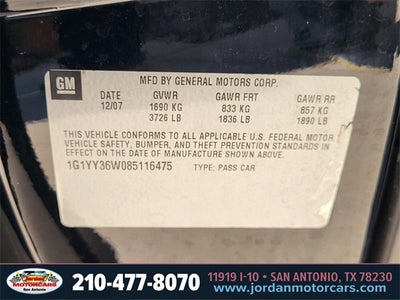 GM
MFD BY GENERAL MOTORS CORP.
DATE GVWR GAWR FRT GAWR RR
12/07 1690 KG 833 KG 857 KG
3726 LB 1836 LB 1890 LB
THIS VEHICLE CONFORMS TO ALL APPLICABLE U.S. FEDERAL MOTOR
VEHICLE SAFETY, BUMPER, AND THEFT PREVENTION STANDARDS IN
EFFECT ON THE DATE OF MANUFACTURE SHOWN ABOVE.
1G1YY36W085116475 TYPE: PASS CAR
Jordan
MOTORCARS
San Antonio
210-477-8070
11919 I-10 • SAN ANTONIO, TX 78230
www.jordanmotorcars.com